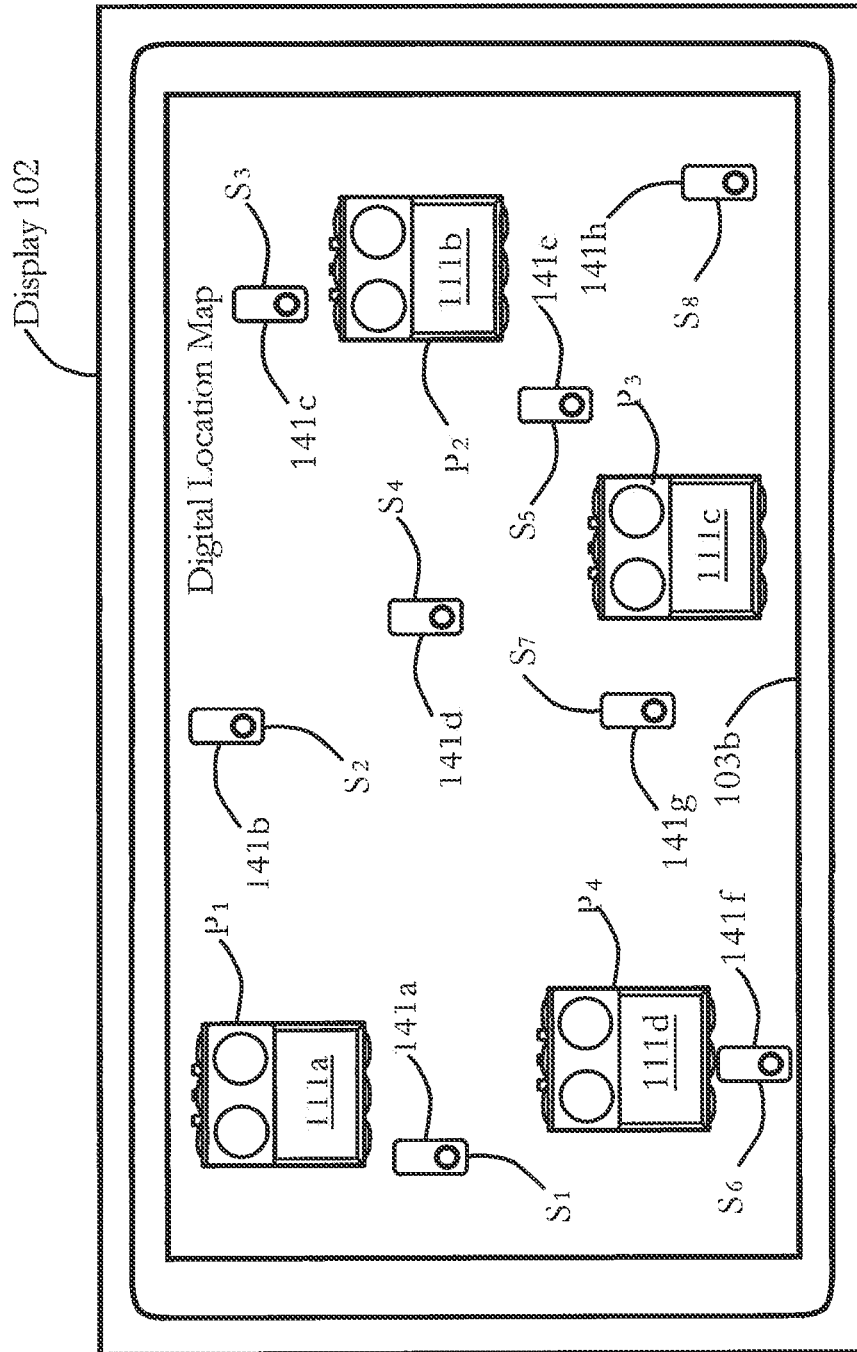 Display 102
Digital Location Map
P1
111a
141a
S1
141b
S2
S3
141c
111b
P2
S4
141d
141e
S5
P3
111c
S7
141g
103b
P4
111d
141f
S6
141h
S8